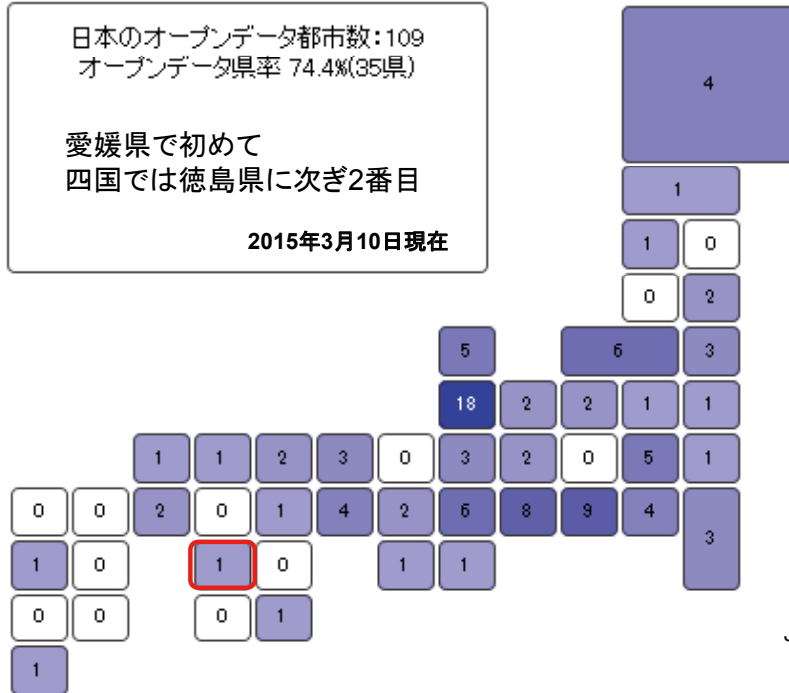 日本のオープンデータ都市数：109
オープンデータ県率 74.4%(35県)
愛媛県で初めて
四国では徳島県に次ぎ2番目
2015年3月10日現在
4
1
1 0
0 2
5 6 3
18 2 2 1 1
1 1 2 3 0 3 2 0 5 1
0 0 2 0 1 4 2 6 8 9 4 3
1 0 1 0 1 1
0 0 0 1
1